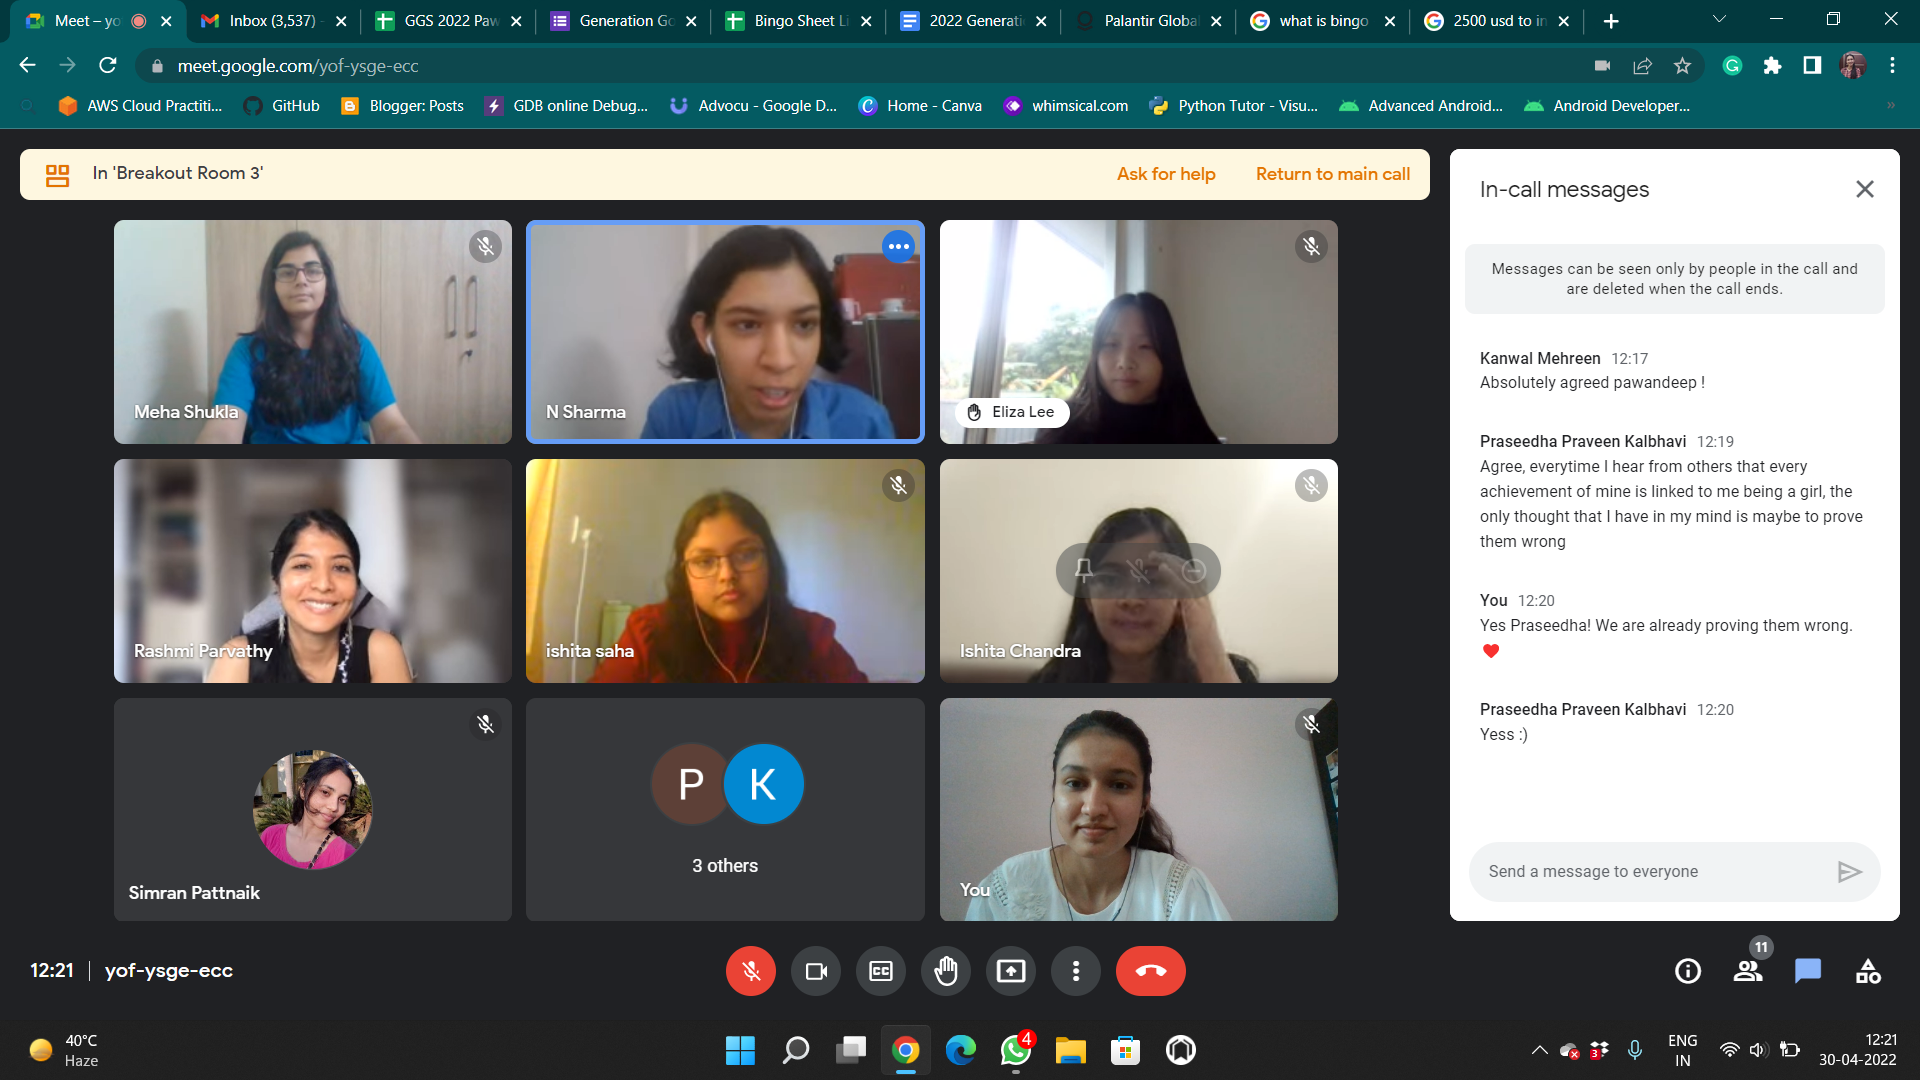 Meet – yo
Inbox (3,537) -
GGS 2022 Paw
Generation Go
Bingo Sheet Li
2022 Generati
Palantir Global
what is bingo
2500 usd to in
meet.google.com/yof-ysge-ecc
AWS Cloud Practiti...
GitHub
Blogger: Posts
GDB online Debug...
Advocu - Google D...
Home - Canva
whimsical.com
Python Tutor - Visu...
Advanced Android...
Android Developer...
In 'Breakout Room 3'
Ask for help
Return to main call
Meha Shukla
N Sharma
Eliza Lee
Rashmi Parvathy
ishita saha
Ishita Chandra
Simran Pattnaik
P
K
3 others
You
In-call messages
Messages can be seen only by people in the call and
are deleted when the call ends.
Kanwal Mehreen 12:17
Absolutely agreed pawandeep !
Praseedha Praveen Kalbhavi 12:19
Agree, everytime I hear from others that every
achievement of mine is linked to me being a girl, the
only thought that I have in my mind is maybe to prove
them wrong
You 12:20
Yes Praseedha! We are already proving them wrong.
❤️
Praseedha Praveen Kalbhavi 12:20
Yess :)
Send a message to everyone
12:21 | yof-ysge-ecc
CC
11
40°C
Haze
4
3
ENG
IN
12:21
30-04-2022